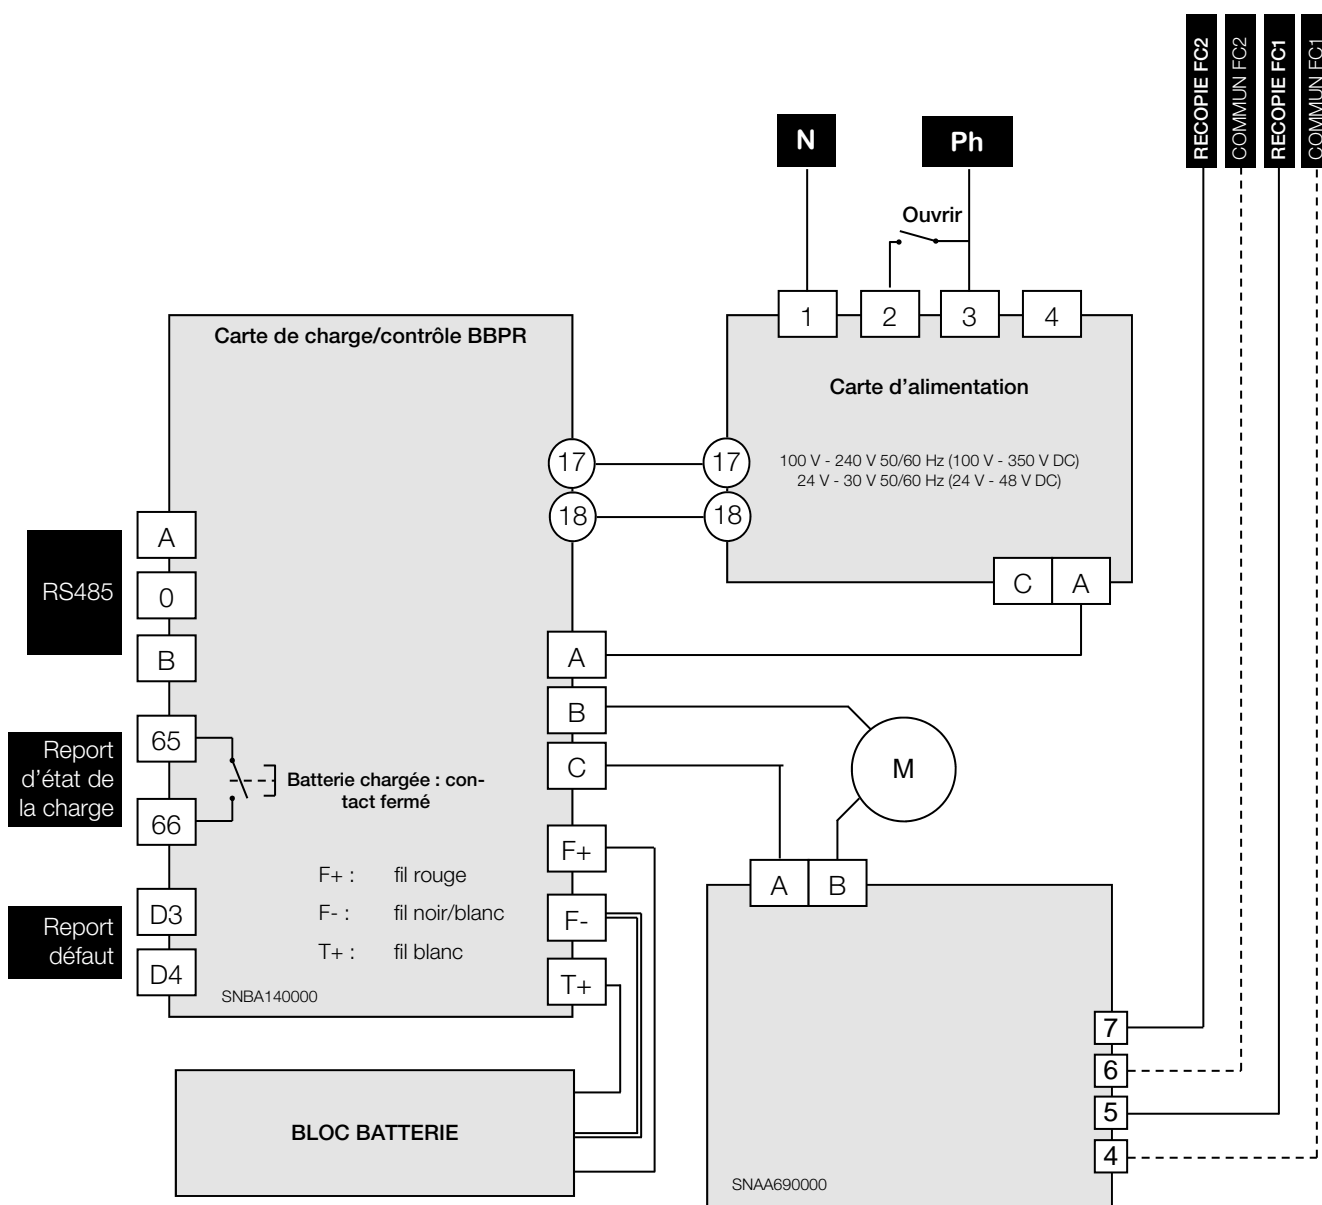 RECOPIE FC2
COMMUN FC2
RECOPIE FC1
COMMUN FC1
N
Ph
Ouvrir
1
2
3
4
Carte de charge/contrôle BBPR
Carte d’alimentation
100 V - 240 V 50/60 Hz (100 V - 350 V DC)
24 V - 30 V 50/60 Hz (24 V - 48 V DC)
17
17
18
18
C
A
RS485
A
0
B
A
B
C
M
Report
d’état de
la charge
65
66
Batterie chargée : con-
tact fermé
F+
F-
T+
F+ : fil rouge
F- : fil noir/blanc
T+ : fil blanc
Report
défaut
D3
D4
SNBA140000
A
B
7
6
5
4
BLOC BATTERIE
SNAA690000